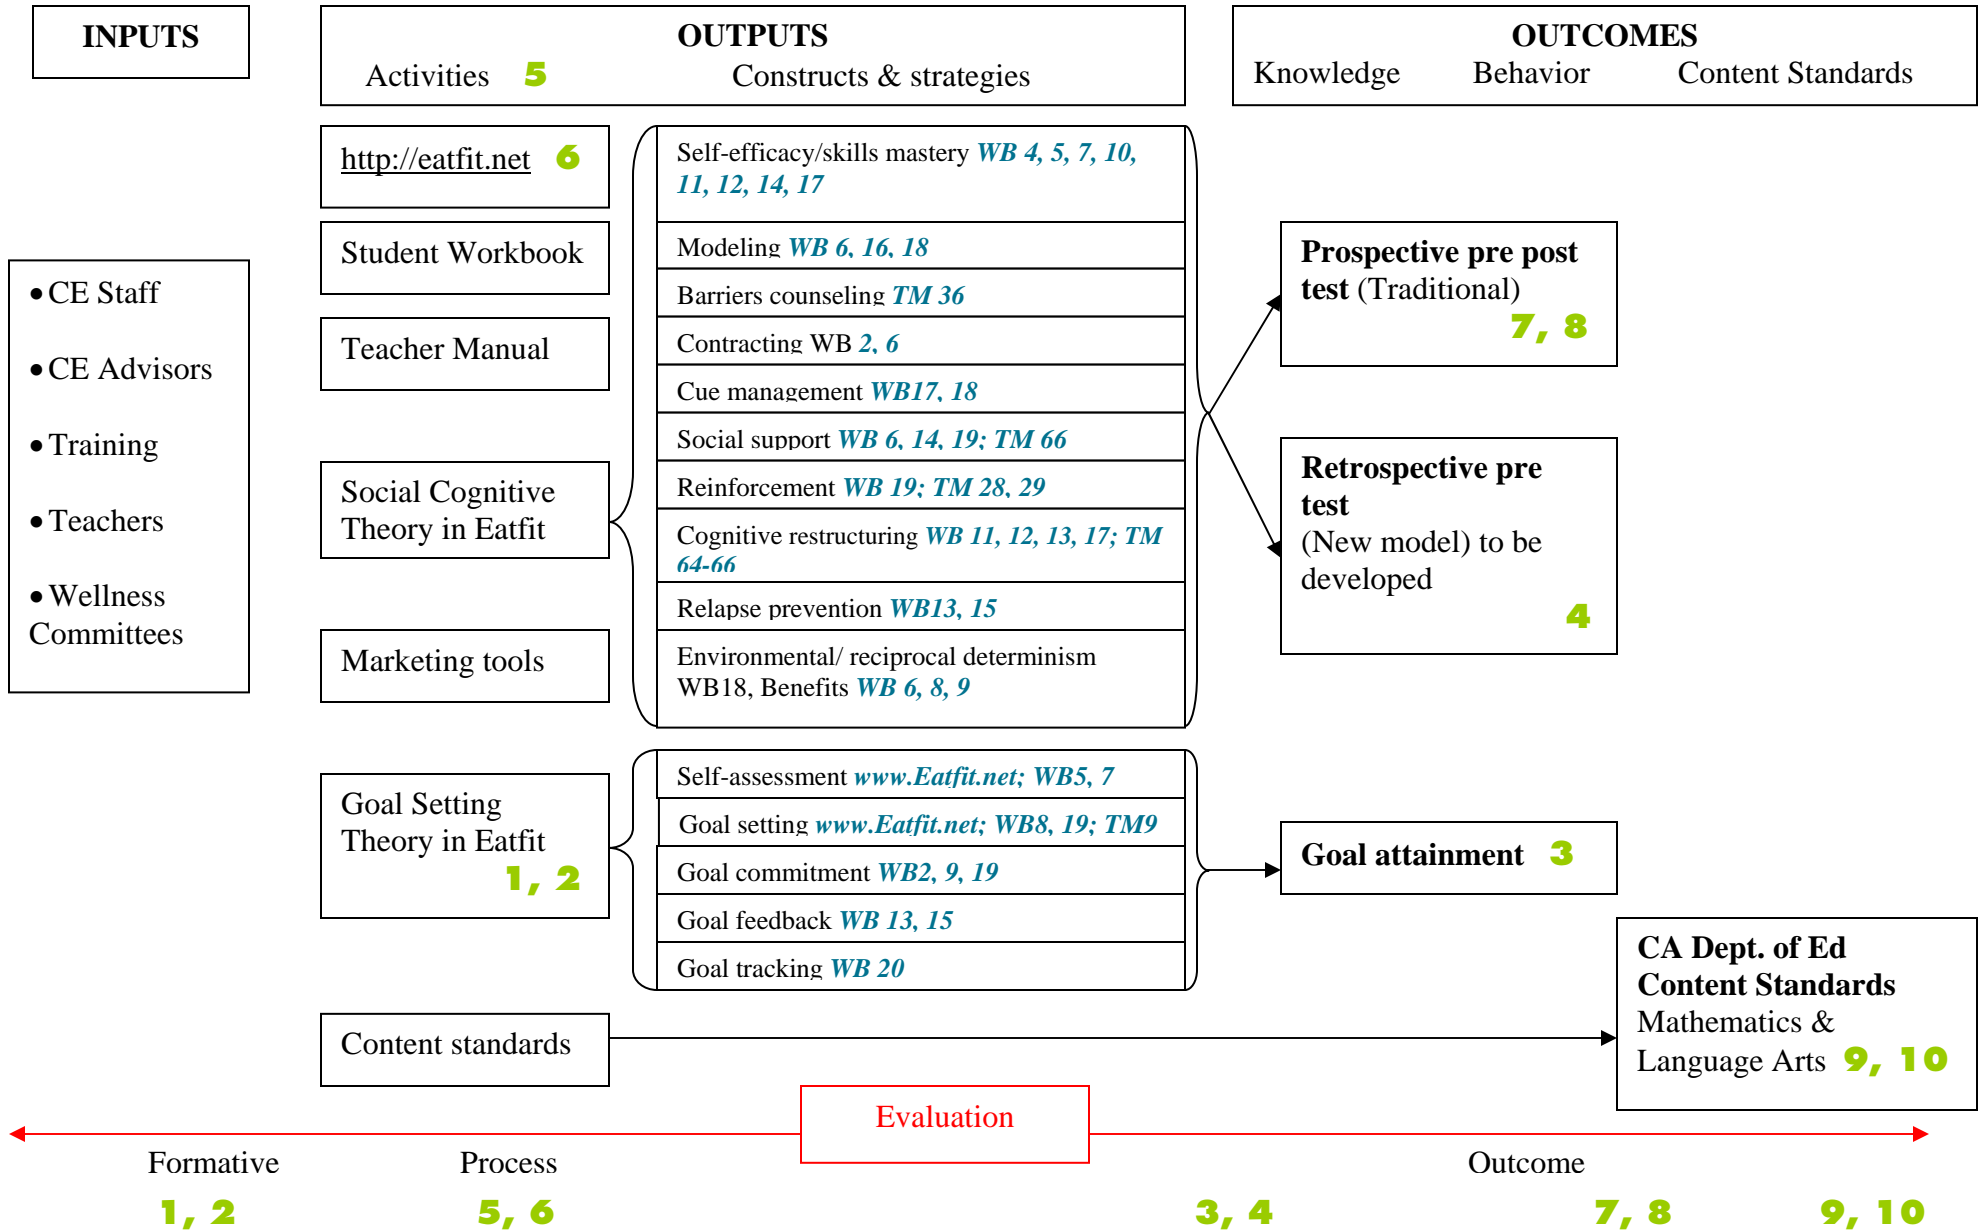 INPUTS
OUTPUTS
Activities 5 Constructs & strategies
OUTCOMES
Knowledge Behavior Content Standards
• CE Staff
• CE Advisors
• Training
• Teachers
• Wellness
Committees
http://eatfit.net 6
Student Workbook
Teacher Manual
Social Cognitive
Theory in Eatfit
Marketing tools
Self-efficacy/skills mastery WB 4, 5, 7, 10,
11, 12, 14, 17
Modeling WB 6, 16, 18
Barriers counseling TM 36
Contracting WB 2, 6
Cue management WB17, 18
Social support WB 6, 14, 19; TM 66
Reinforcement WB 19; TM 28, 29
Cognitive restructuring WB 11, 12, 13, 17; TM
64-66
Relapse prevention WB13, 15
Environmental/ reciprocal determinism
WB18, Benefits WB 6, 8, 9
Prospective pre post
test (Traditional)
7, 8
Retrospective pre
test
(New model) to be
developed
4
Goal Setting
Theory in Eatfit
1, 2
Self-assessment www.Eatfit.net; WB5, 7
Goal setting www.Eatfit.net; WB8, 19; TM9
Goal commitment WB2, 9, 19
Goal feedback WB 13, 15
Goal tracking WB 20
Goal attainment 3
Content standards
CA Dept. of Ed
Content Standards
Mathematics &
Language Arts 9, 10
Evaluation
Formative Process Outcome
1, 2 5, 6 3, 4 7, 8 9, 10